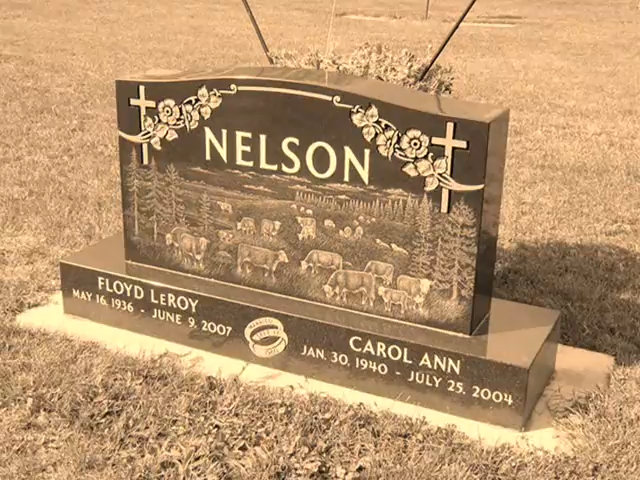 NELSON
FLOYD LEROY
MAY 16, 1936 - JUNE 9, 2007
CAROL ANN
JAN. 30, 1940 - JULY 25, 2004